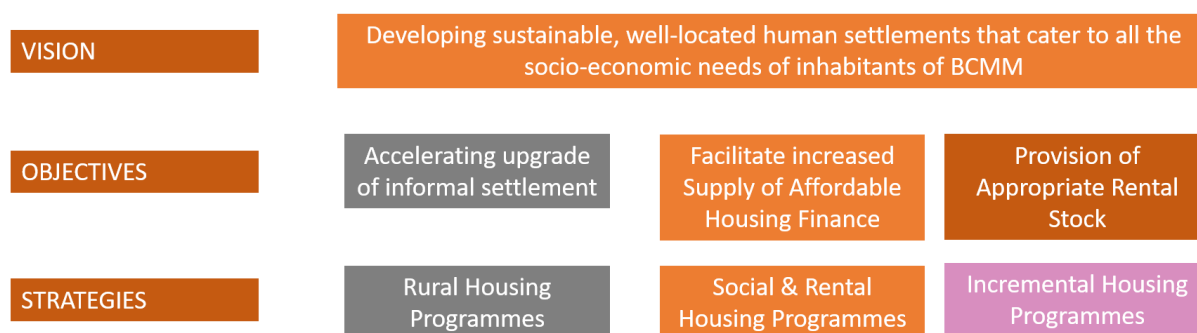 VISION
Developing sustainable, well-located human settlements that cater to all the
socio-economic needs of inhabitants of BCMM
OBJECTIVES
Accelerating upgrade
of informal settlement
Facilitate increased
Supply of Affordable
Housing Finance
Provision of
Appropriate Rental
Stock
STRATEGIES
Rural Housing
Programmes
Social & Rental
Housing Programmes
Incremental Housing
Programmes